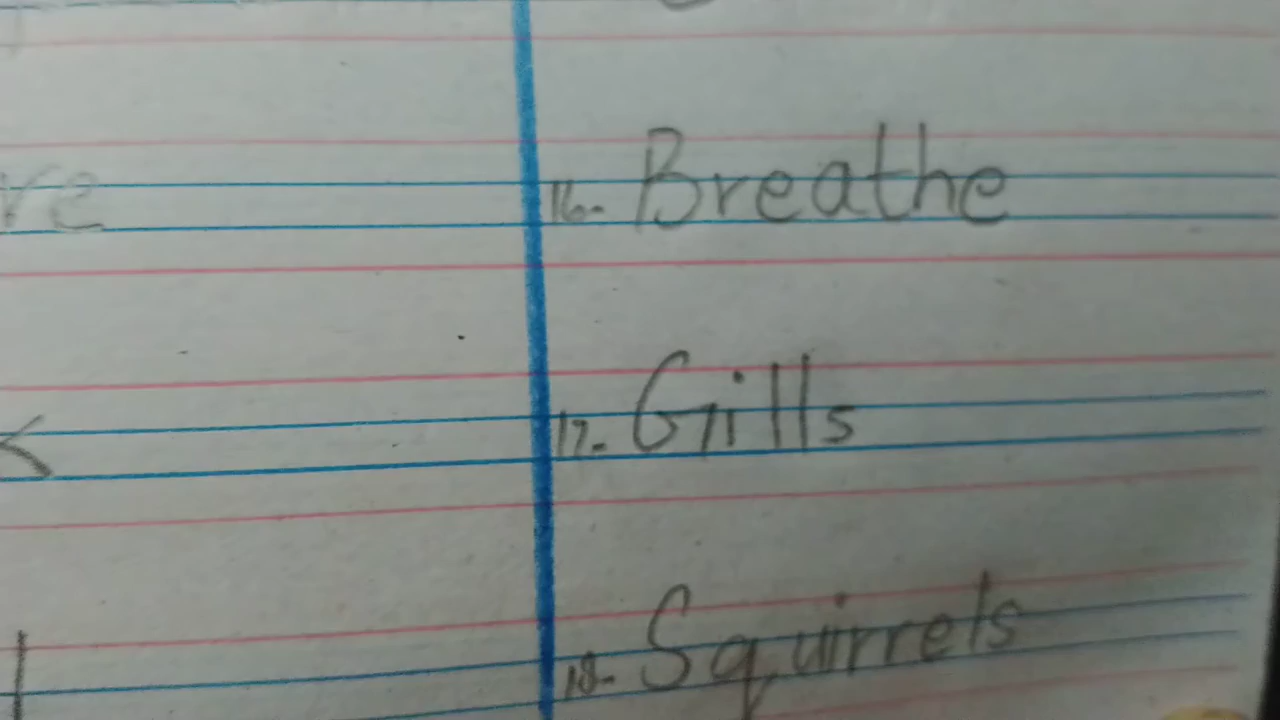 16- Breathe
17- Gills
18- Squirrels